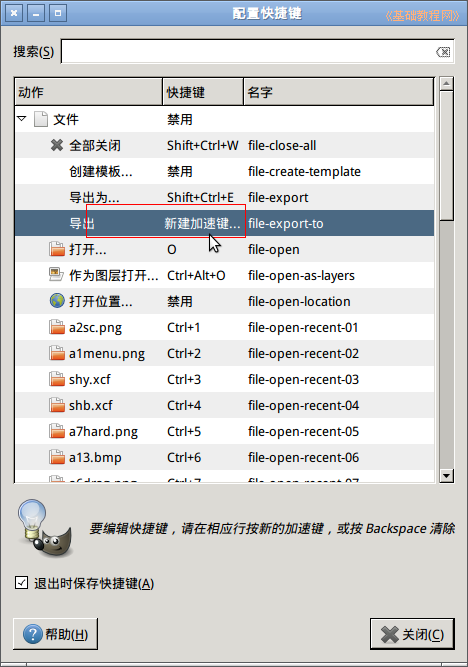 配置快捷键
《基础教程网》
搜索(S)
动作 快捷键 名字
文件 禁用
全部关闭 Shift+Ctrl+W file-close-all
创建模板... 禁用 file-create-template
导出为... Shift+Ctrl+E file-export
导出 新建加速键... file-export-to
打开... O file-open
作为图层打开... Ctrl+Alt+O file-open-as-layers
打开位置... 禁用 file-open-location
a2sc.png Ctrl+1 file-open-recent-01
a1menu.png Ctrl+2 file-open-recent-02
shy.xcf Ctrl+3 file-open-recent-03
shb.xcf Ctrl+4 file-open-recent-04
a7hard.png Ctrl+5 file-open-recent-05
a13.bmp Ctrl+6 file-open-recent-06
a6drag.png Ctrl+7 file-open-recent-07
要编辑快捷键，请在相应行按新的加速键，或按 Backspace 清除
退出时保存快捷键(A)
帮助(H)
关闭(C)